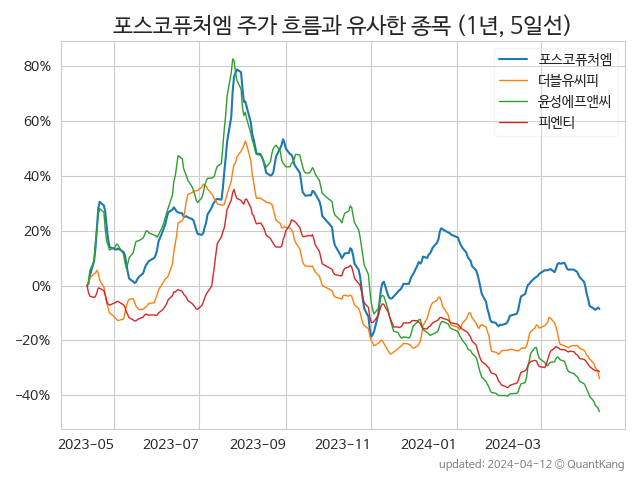 포스코퓨처엠 주가 흐름과 유사한 종목 (1년, 5일선)
포스코퓨처엠
더블유씨피
윤성에프앤씨
피엔티
80%
60%
40%
20%
0%
−20%
−40%
2023-05 2023-07 2023-09 2023-11 2024-01 2024-03
updated: 2024-04-12 © QuantKang